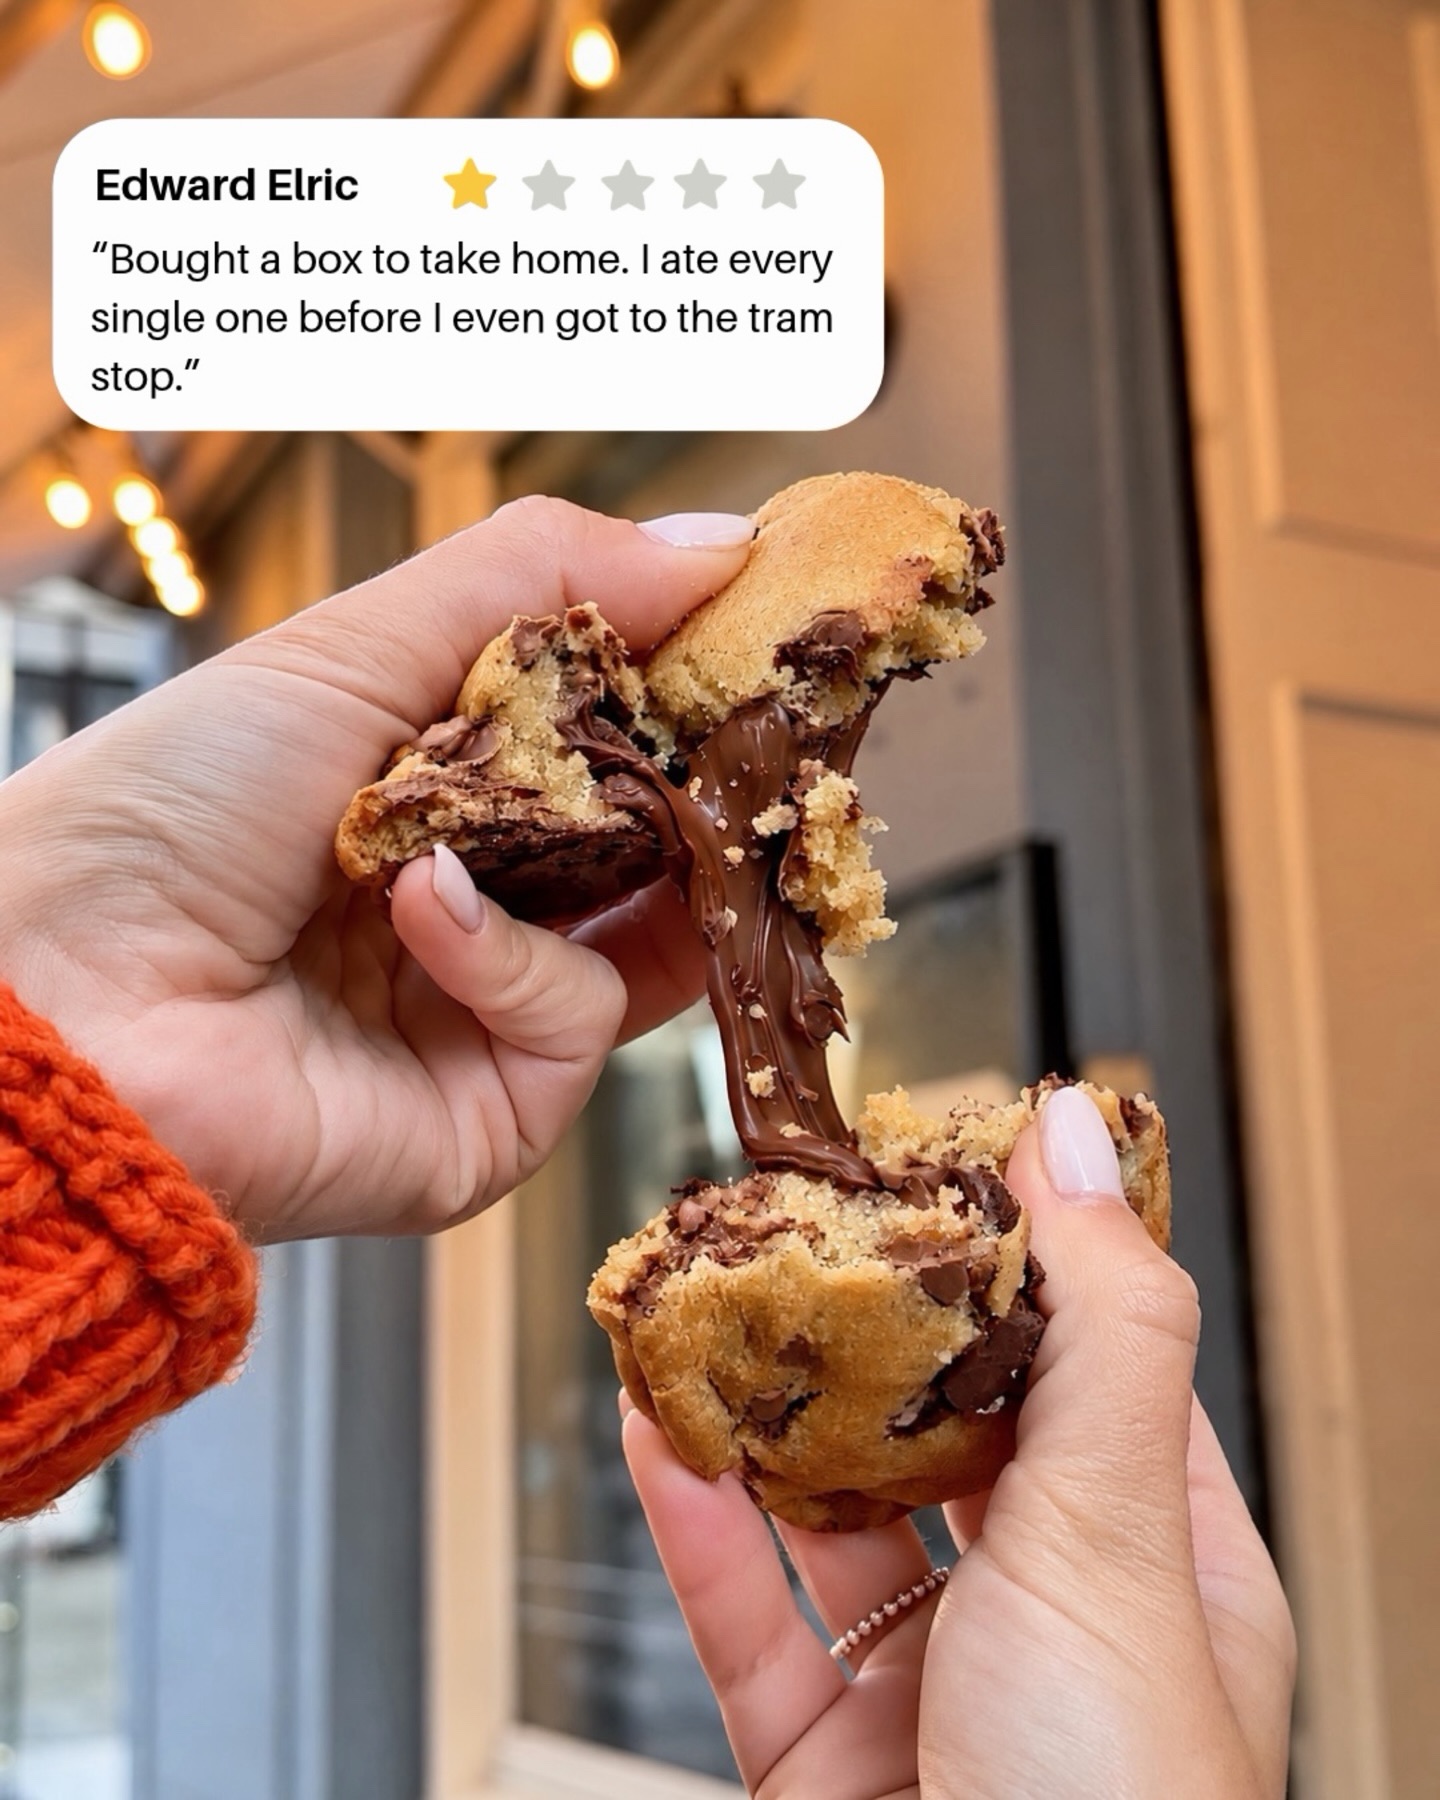 Edward Elric
“Bought a box to take home. I ate every
single one before I even got to the tram
stop.”